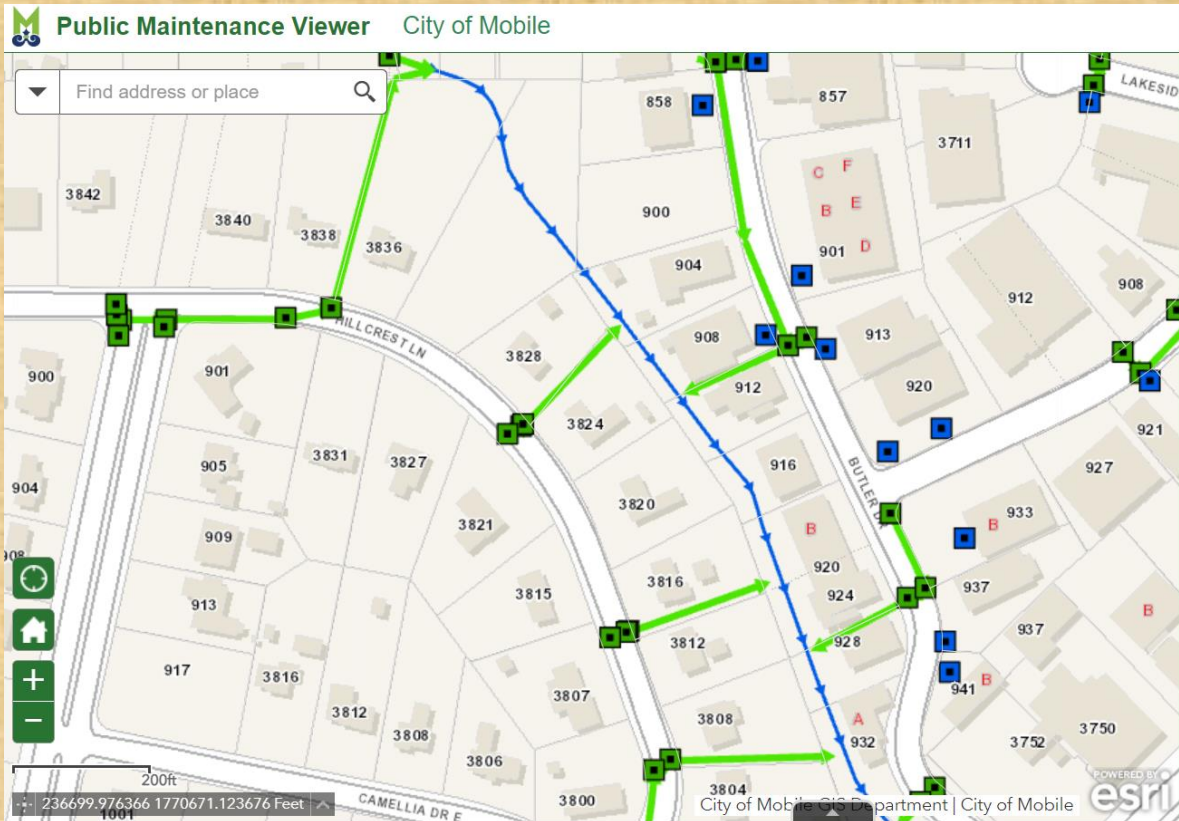 Public Maintenance Viewer City of Mobile
Find address or place
LAKESID
858
857
3711
3842
C F
3840
900
B E
3838
901 D
3836
904
908
912
HILLCREST LN
908
913
3828
900
901
912
920
3824
921
3831
3827
905
916
927
904
BUTLER D
3820
3821
B
933 B
909
908
920
3816
937
3815
924
913
B
937
3812
928
917
3816
B
941
3807
3812
3808
A
932
3808
3752
3750
3806
200ft
3800
3804
POWERED BY
esri
236699.976366 1770671.123676 Feet
CAMELLIA DR E
City of Mobile GIS Department | City of Mobile
1001